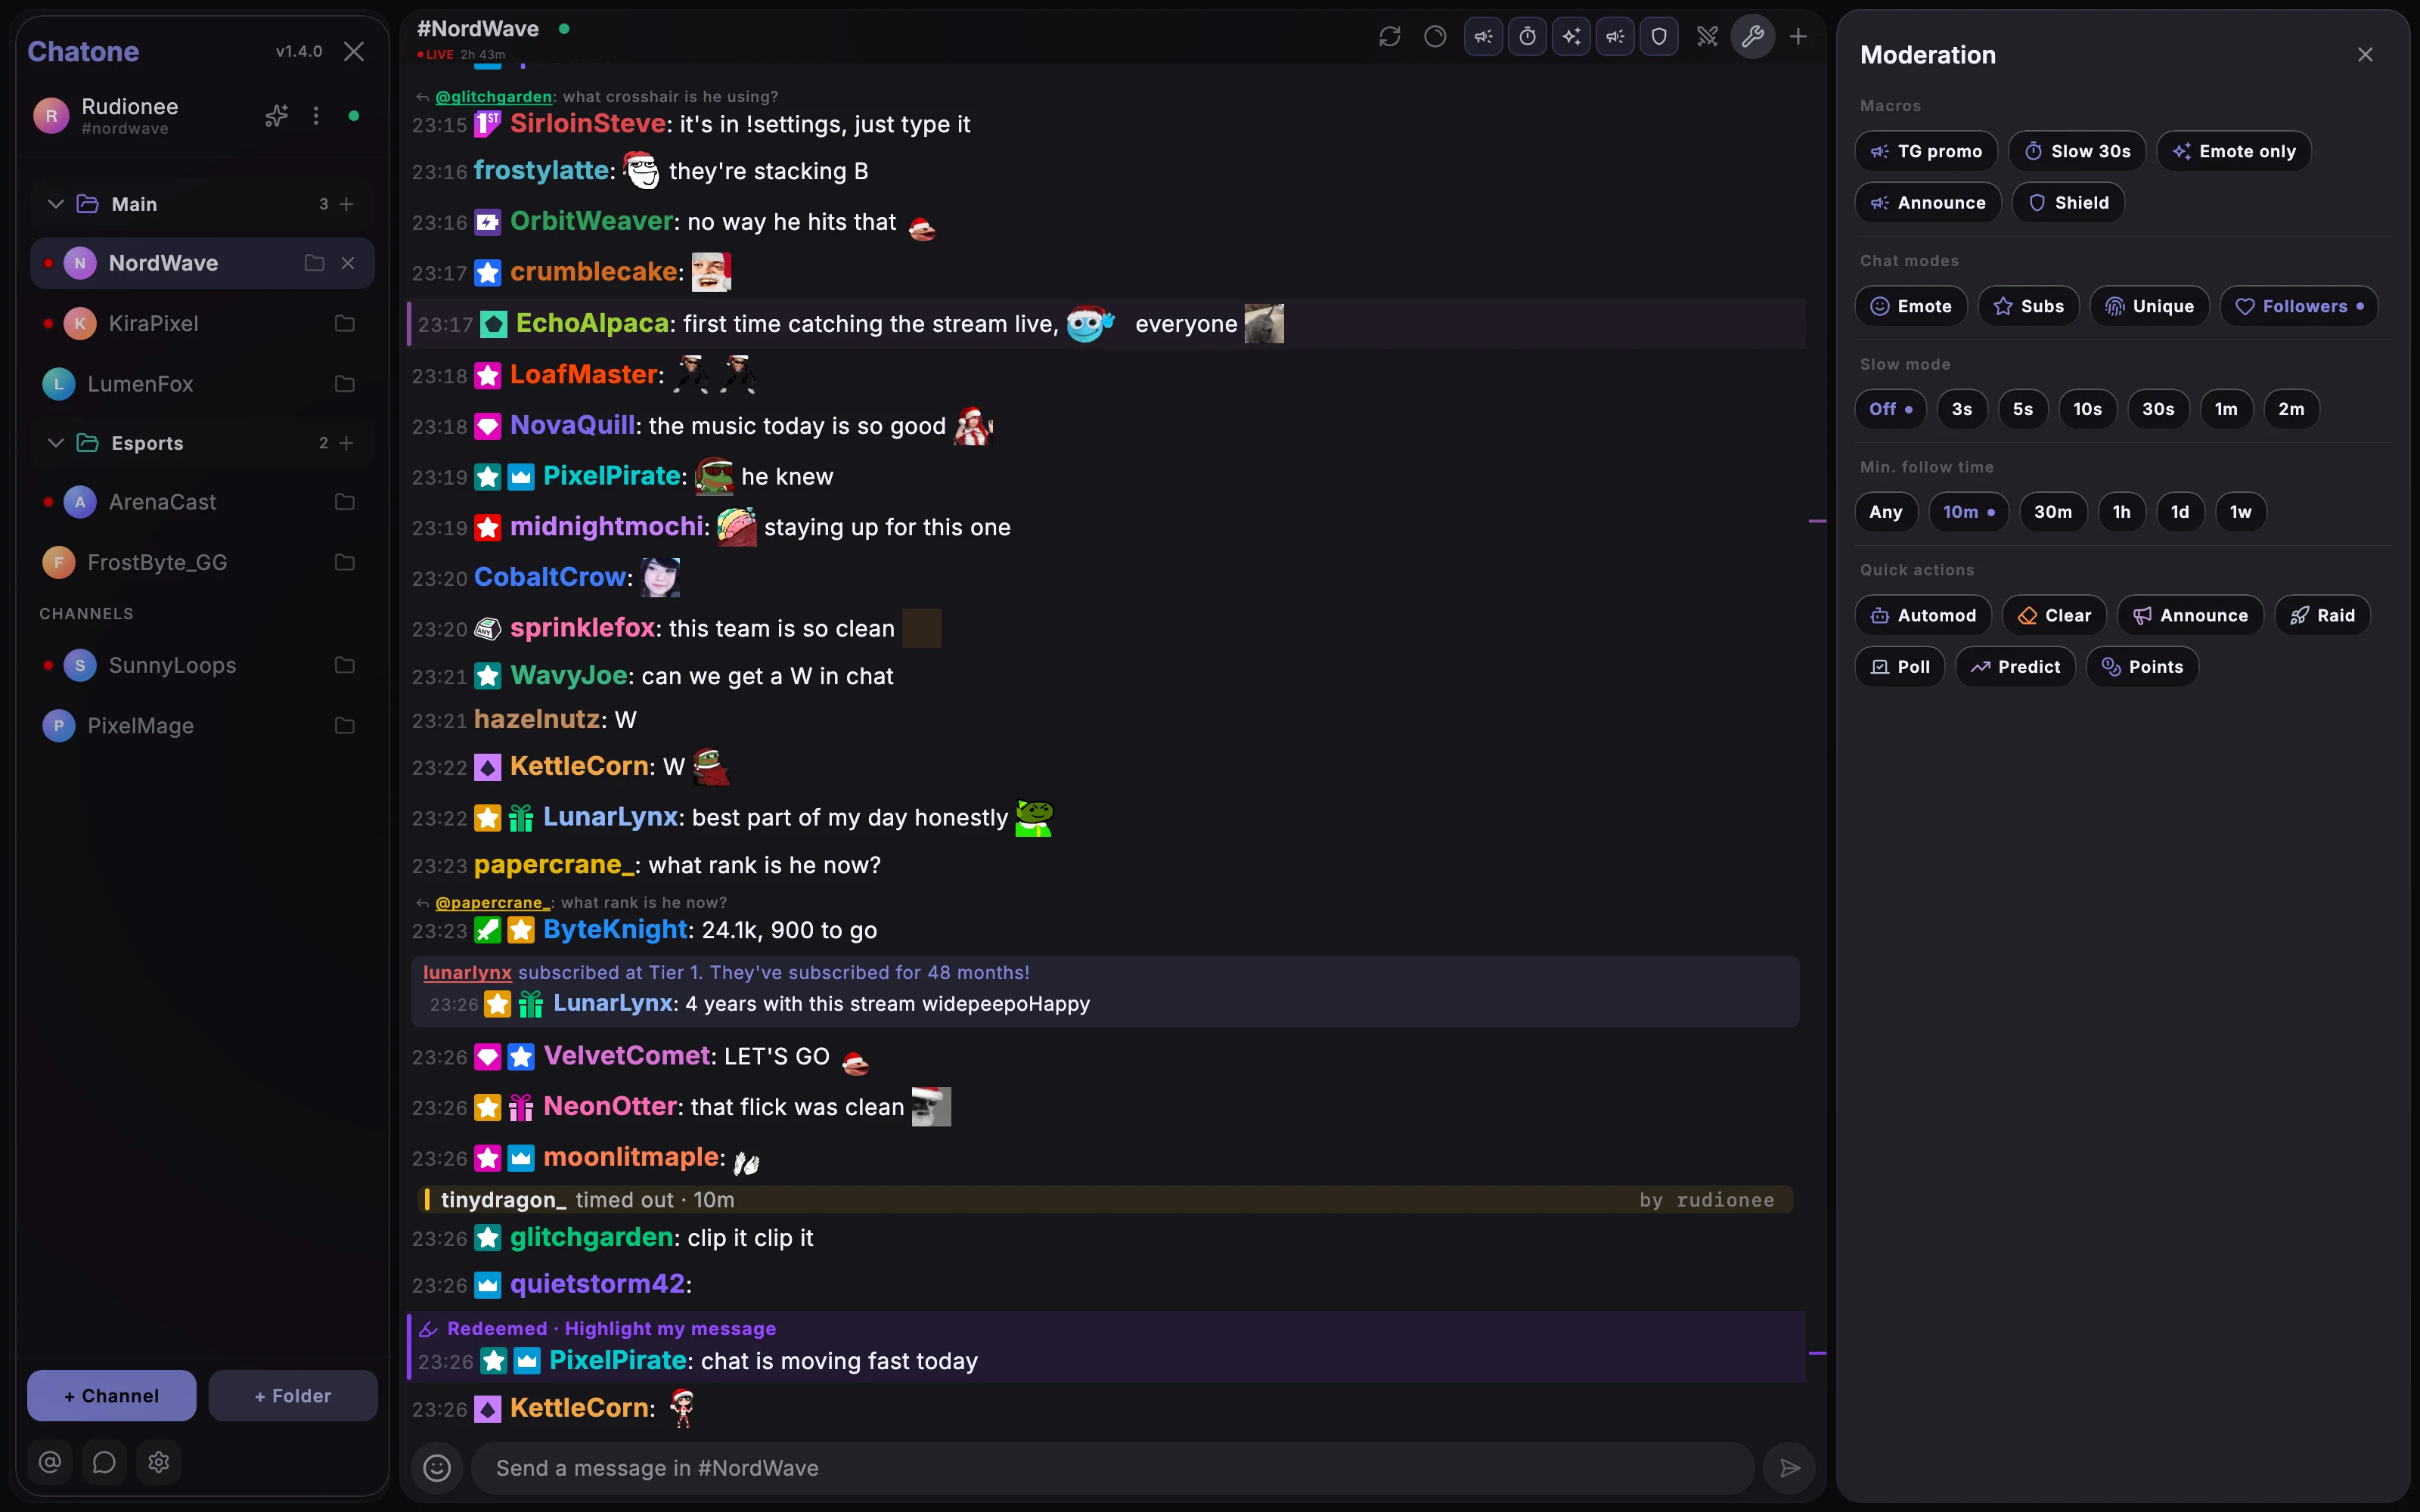 Chatone
v1.4.0
R
Rudionee
#nordwave
Main
3
N
NordWave
K
KiraPixel
L
LumenFox
Esports
2
A
ArenaCast
F
FrostByte_GG
CHANNELS
S
SunnyLoops
P
PixelMage
+ Channel
+ Folder
#NordWave
LIVE 2h 43m
@glitchgarden: what crosshair is he using?
23:15 1ST SirloinSteve: it's in !settings, just type it
23:16 frostylatte: they're stacking B
23:16 OrbitWeaver: no way he hits that
23:17 crumblecake:
23:17 EchoAlpaca: first time catching the stream live, everyone
23:18 LoafMaster:
23:18 NovaQuill: the music today is so good
23:19 PixelPirate: he knew
23:19 midnightmochi: staying up for this one
23:20 CobaltCrow:
23:20 ANY sprinklefox: this team is so clean
23:21 WavyJoe: can we get a W in chat
23:21 hazelnutz: W
23:22 KettleCorn: W
23:22 LunarLynx: best part of my day honestly
23:23 papercrane_: what rank is he now?
@papercrane_: what rank is he now?
23:23 ByteKnight: 24.1k, 900 to go
lunarlynx subscribed at Tier 1. They've subscribed for 48 months!
23:26 LunarLynx: 4 years with this stream widepeepoHappy
23:26 VelvetComet: LET'S GO
23:26 NeonOtter: that flick was clean
23:26 moonlitmaple:
tinydragon_ timed out · 10m by rudionee
23:26 glitchgarden: clip it clip it
23:26 quietstorm42:
Redeemed · Highlight my message
23:26 PixelPirate: chat is moving fast today
23:26 KettleCorn:
Send a message in #NordWave
Moderation
Macros
TG promo
Slow 30s
Emote only
Announce
Shield
Chat modes
Emote
Subs
Unique
Followers
Slow mode
Off
3s
5s
10s
30s
1m
2m
Min. follow time
Any
10m
30m
1h
1d
1w
Quick actions
Automod
Clear
Announce
Raid
Poll
Predict
Points